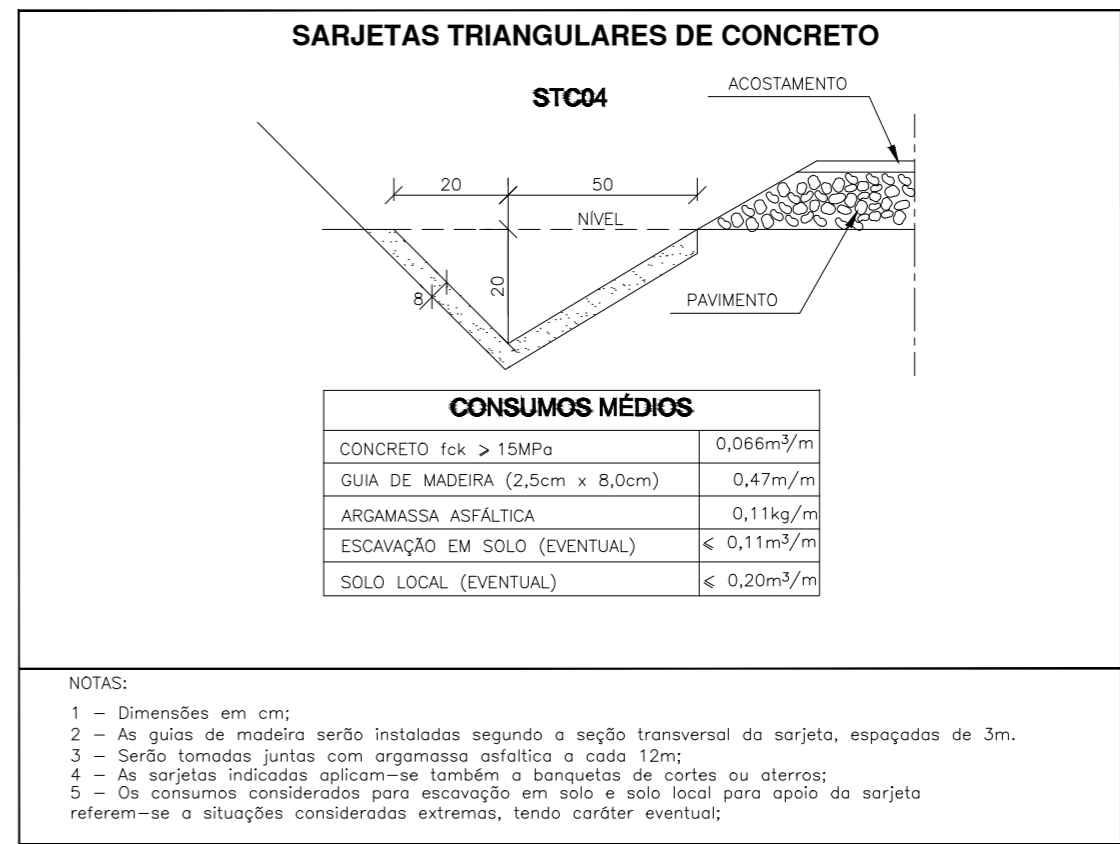 SARJETAS TRIANGULARES DE CONCRETO
STC04
ACOSTAMENTO
20
50
NÍVEL
20
8
PAVIMENTO
CONSUMOS MÉDIOS
CONCRETO fck > 15MPa 0,066m³/m
GUIA DE MADEIRA (2,5cm x 8,0cm) 0,47m/m
ARGAMASSA ASFÁLTICA 0,11kg/m
ESCAVAÇÃO EM SOLO (EVENTUAL) ⩽ 0,11m³/m
SOLO LOCAL (EVENTUAL) ⩽ 0,20m³/m
NOTAS:
1 – Dimensões em cm;
2 – As guias de madeira serão instaladas segundo a seção transversal da sarjeta, espaçadas de 3m.
3 – Serão tomadas juntas com argamassa asfaltica a cada 12m;
4 – As sarjetas indicadas aplicam–se também a banquetas de cortes ou aterros;
5 – Os consumos considerados para escavação em solo e solo local para apoio da sarjeta
referem–se a situações consideradas extremas, tendo caráter eventual;